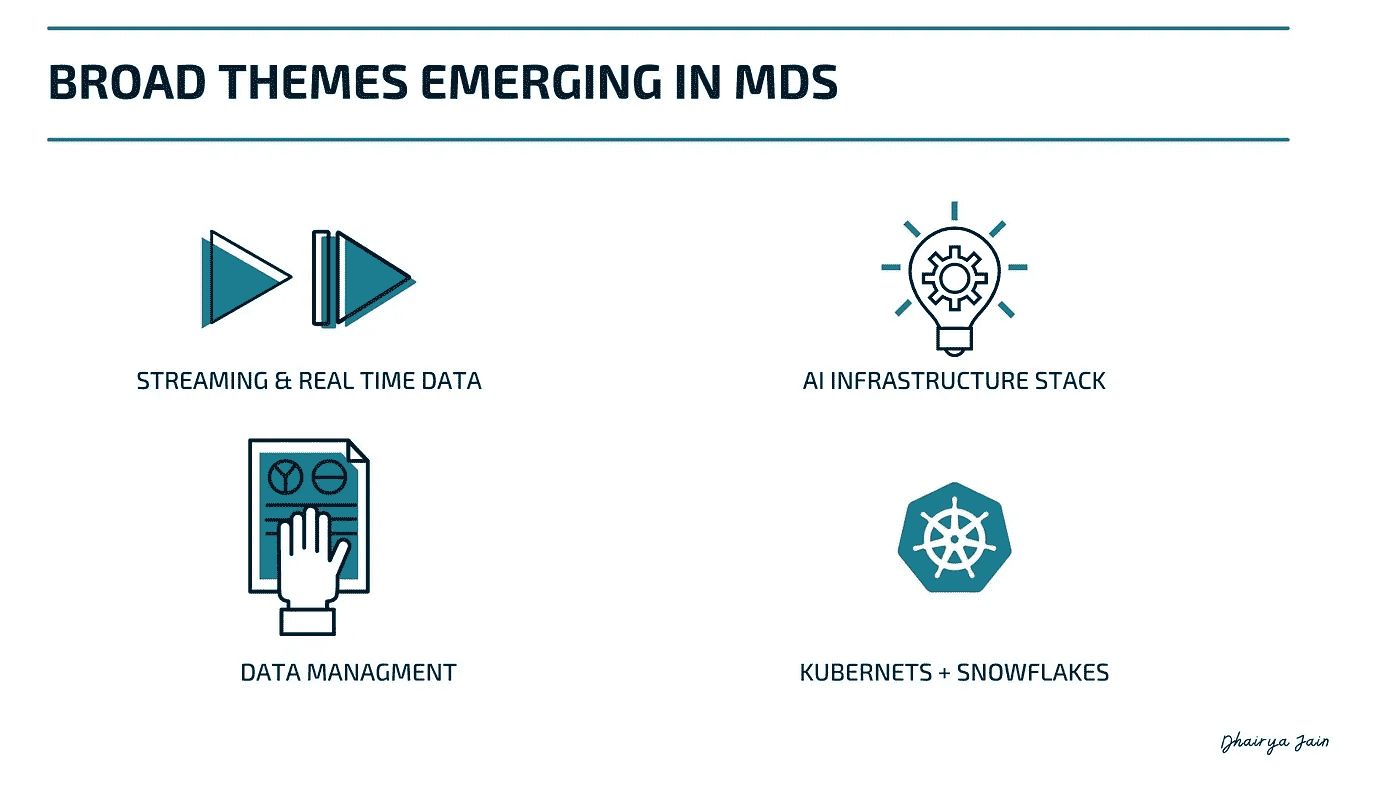 BROAD THEMES EMERGING IN MDS
STREAMING & REAL TIME DATA
AI INFRASTRUCTURE STACK
DATA MANAGMENT
KUBERNETS + SNOWFLAKES
Dhairya Jain